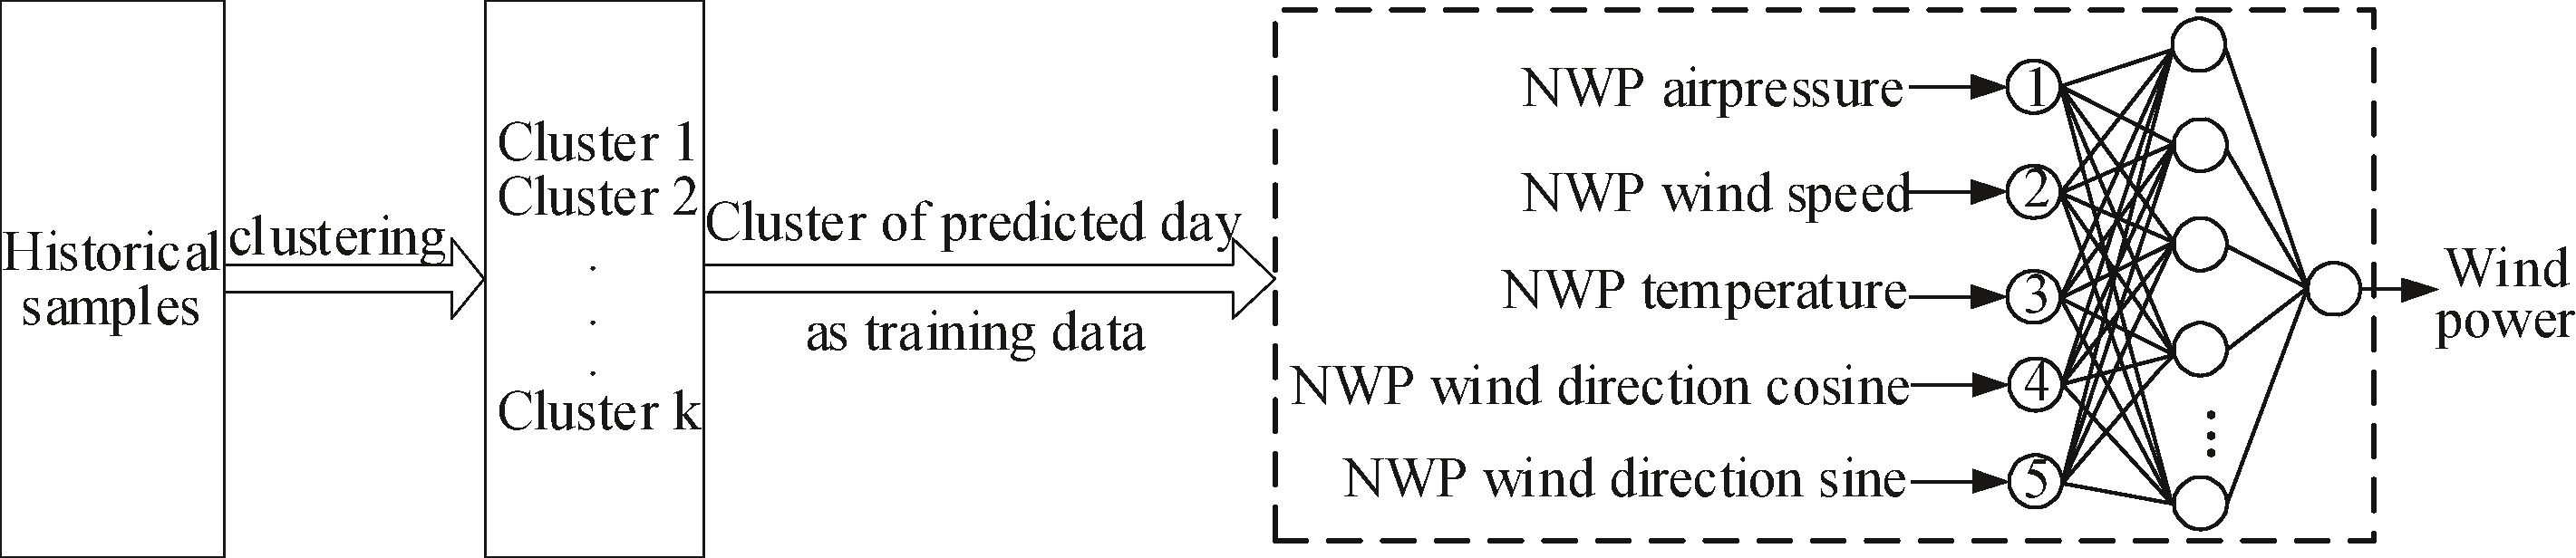 Historical
samples
clustering
Cluster 1
Cluster 2
.
.
.
Cluster k
Cluster of predicted day
as training data
NWP airpressure
NWP wind speed
NWP temperature
NWP wind direction cosine
NWP wind direction sine
1
2
3
4
5
Wind
power